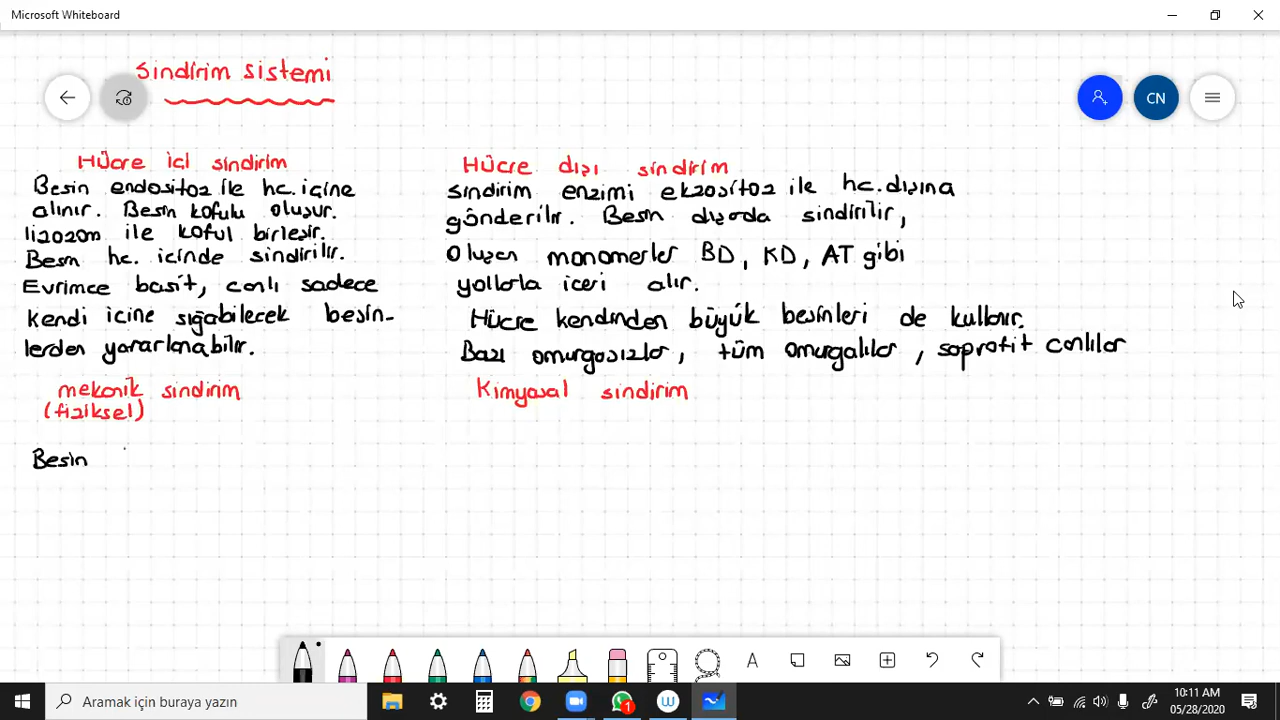 Microsoft Whiteboard
Sindirim sistemi
CN
Hücre içi sindirim
Besin endositoz ile hc. içine
alınır. Besin kofulu oluşur.
lizozom ile koful birleşir.
Besin hc. içinde sindirilir.
Evrimce basit, canlı sadece
kendi içine sığabilecek besin-
lerden yararlanabilir.
Hücre dışı sindirim
sindirim enzimi ekzositoz ile hc. dışına
gönderilir. Besin dışarda sindirilir,
Oluşan monomerler BD, KD, AT gibi
yollarla içeri alır.
Hücre kendinden büyük besinleri de kullanır.
Bazı omurgasızlar, tüm omurgalılar, saprofit canlılar
mekanik sindirim
(fiziksel)
Besin
Kimyasal sindirim
A
Aramak için buraya yazın
1
10:11 AM
05/28/2020